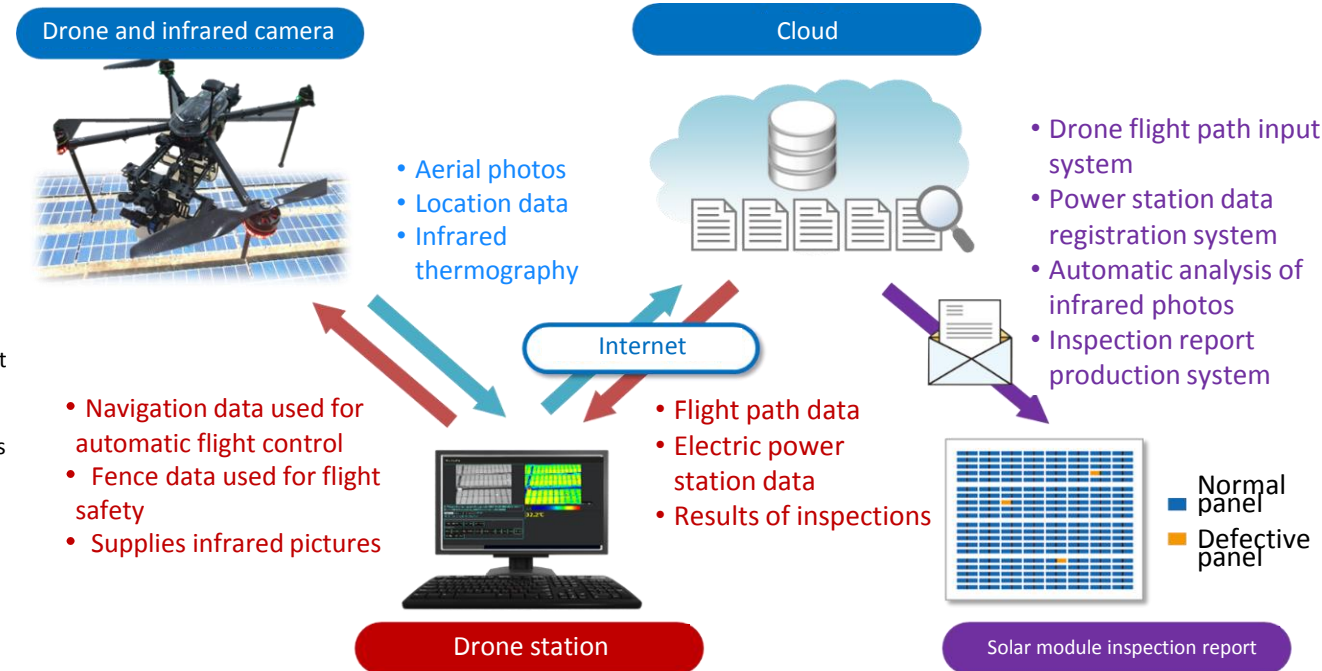 Drone and infrared camera
Cloud
• Aerial photos
• Location data
• Infrared
thermography
• Drone flight path input
system
• Power station data
registration system
• Automatic analysis of
infrared photos
• Inspection report
production system
Internet
t
s
• Navigation data used for
automatic flight control
• Fence data used for flight
safety
• Supplies infrared pictures
• Flight path data
• Electric power
station data
• Results of inspections
32.2℃
Normal
panel
Defective
panel
Drone station
Solar module inspection report